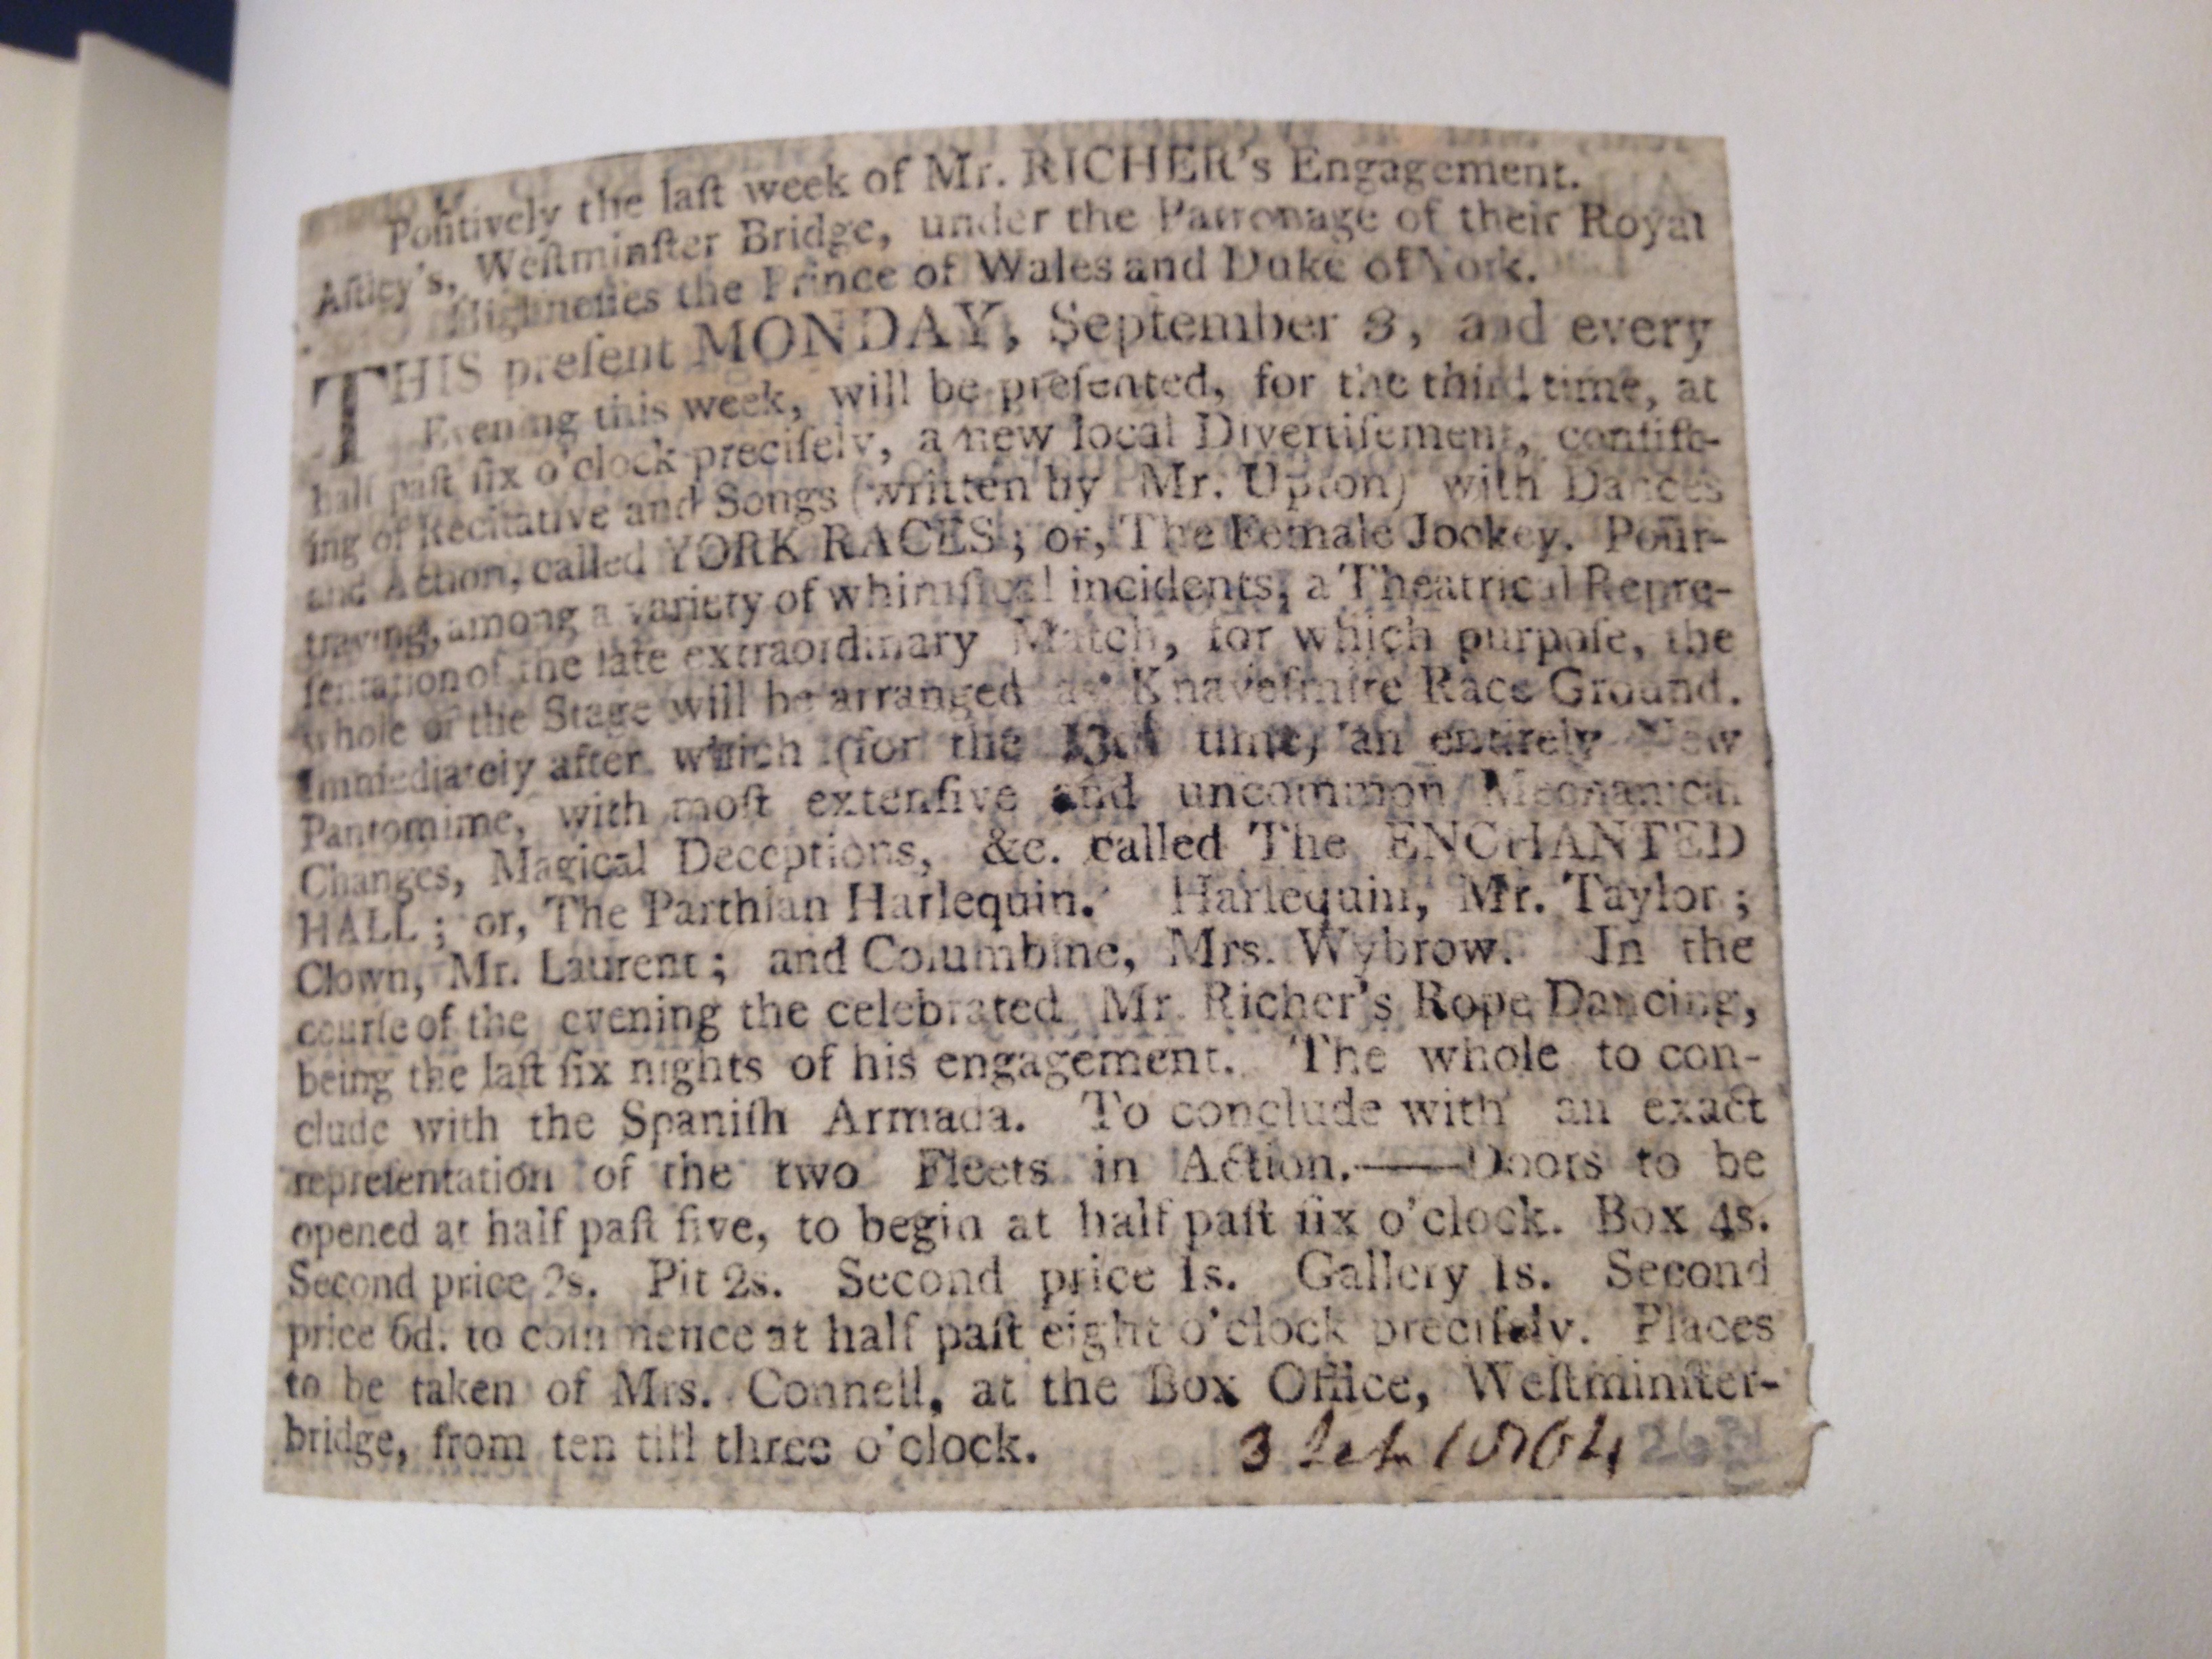 Positively the laſt week of Mr. RICHER's Engagement.
Aſtley's, Weſtminſter Bridge, under the Patronage of their Royal
Highneſſes the Prince of Wales and Duke of York.
THIS preſent MONDAY, September 3, and every
Evening this week, will be preſented, for the third time, at
half paſt ſix o'clock preciſely, a new local Divertiſement, conſiſt-
ing of Recitative and Songs (written by Mr. Upton) with Dances
and Action, called YORK RACES; or, The Female Jockey. Pour-
traying, among a variety of whimſical incidents, a Theatrical Repre-
ſentation of the late extraordinary Match, for which purpoſe, the
whole of the Stage will be arranged as Knaveſmire Race Ground.
Immediately after which (for the time) an entirely New
Pantomime, with moſt extenſive and uncommon Mechanical
Changes, Magical Deceptions, &c. called The ENCHANTED
HALL; or, The Parthian Harlequin. Harlequin, Mr. Taylor;
Clown, Mr. Laurent; and Columbine, Mrs. Wybrow. In the
courſe of the evening the celebrated Mr. Richer's Rope Dancing,
being the laſt ſix nights of his engagement. The whole to con-
clude with the Spaniſh Armada. To conclude with an exact
repreſentation of the two Fleets in Action.——Doors to be
opened at half paſt five, to begin at half paſt ſix o'clock. Box 4s.
Second price 2s. Pit 2s. Second price 1s. Gallery 1s. Second
price 6d. to commence at half paſt eight o'clock preciſely. Places
to be taken of Mrs. Connell, at the Box Office, Weſtminſter-
bridge, from ten till three o'clock.
3 Sep 1804